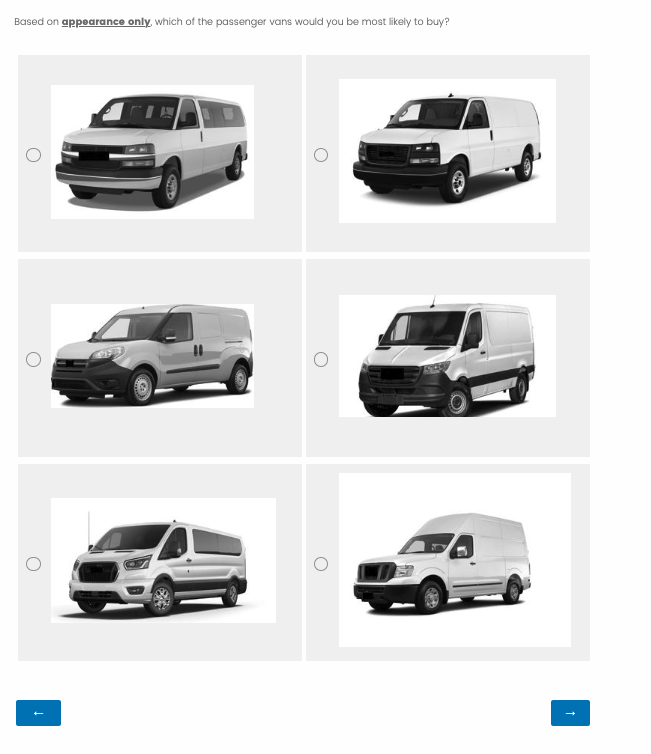 Based on appearance only, which of the passenger vans would you be most likely to buy?
←
→